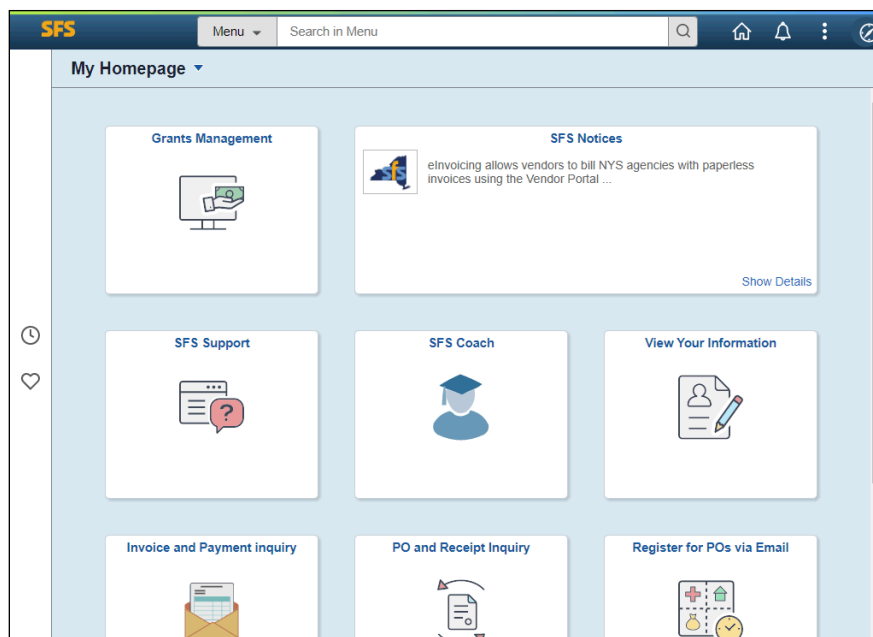 SFS
Menu
Search in Menu
My Homepage
Grants Management
SFS Notices
sfs
eInvoicing allows vendors to bill NYS agencies with paperless
invoices using the Vendor Portal ...
Show Details
SFS Support
SFS Coach
View Your Information
?
Invoice and Payment inquiry
PO and Receipt Inquiry
Register for POs via Email